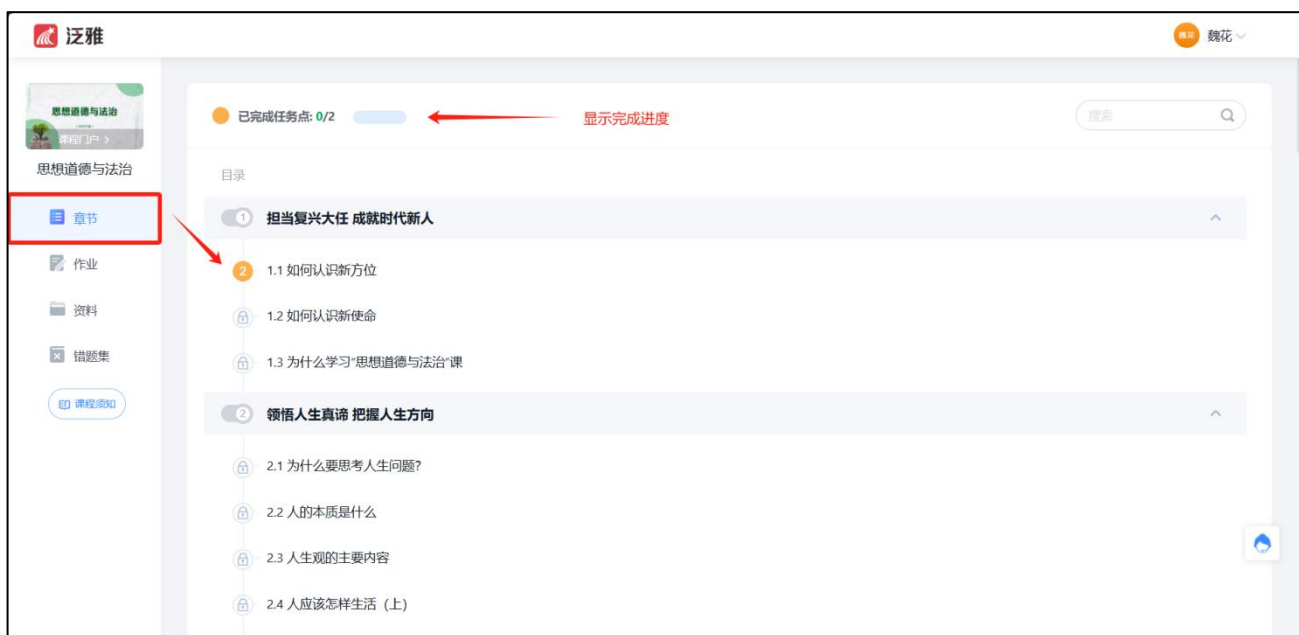 泛雅
魏花
魏花
思想道德与法治
课程门户 >
思想道德与法治
章节
作业
资料
错题集
课程须知
已完成任务点: 0/2
显示完成进度
搜索
目录
1 担当复兴大任 成就时代新人
2 1.1 如何认识新方位
1.2 如何认识新使命
1.3 为什么学习“思想道德与法治”课
2 领悟人生真谛 把握人生方向
2.1 为什么要思考人生问题?
2.2 人的本质是什么
2.3 人生观的主要内容
2.4 人应该怎样生活（上）